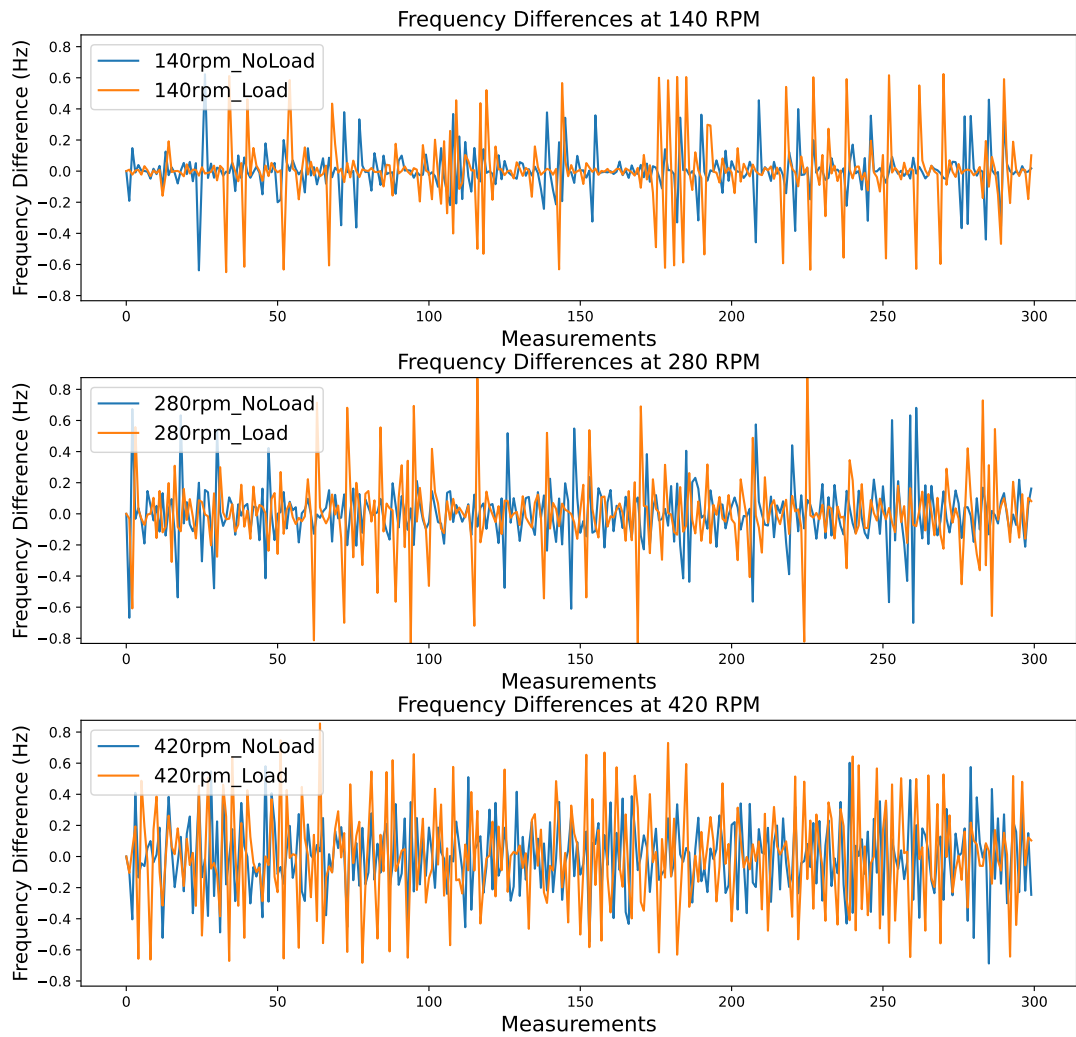 Frequency Differences at 140 RPM
Frequency Difference (Hz)
0.8
0.6
0.4
0.2
0.0
−0.2
−0.4
−0.6
−0.8
140rpm_NoLoad
140rpm_Load
0 50 100 150 200 250 300
Measurements
Frequency Differences at 280 RPM
Frequency Difference (Hz)
0.8
0.6
0.4
0.2
0.0
−0.2
−0.4
−0.6
−0.8
280rpm_NoLoad
280rpm_Load
0 50 100 150 200 250 300
Measurements
Frequency Differences at 420 RPM
Frequency Difference (Hz)
0.8
0.6
0.4
0.2
0.0
−0.2
−0.4
−0.6
−0.8
420rpm_NoLoad
420rpm_Load
0 50 100 150 200 250 300
Measurements